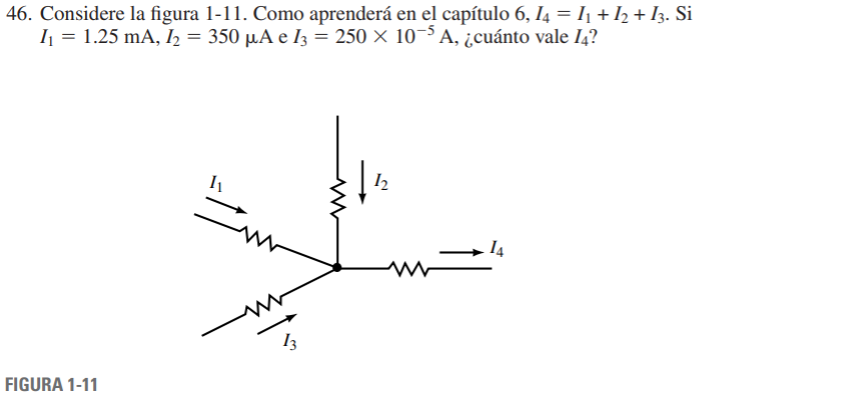 46. Considere la figura 1-11. Como aprenderá en el capítulo 6, I₄ = I₁ + I₂ + I₃. Si
I₁ = 1.25 mA, I₂ = 350 μA e I₃ = 250 × 10⁻⁵ A, ¿cuánto vale I₄?
I₁
I₂
I₄
I₃
FIGURA 1-11